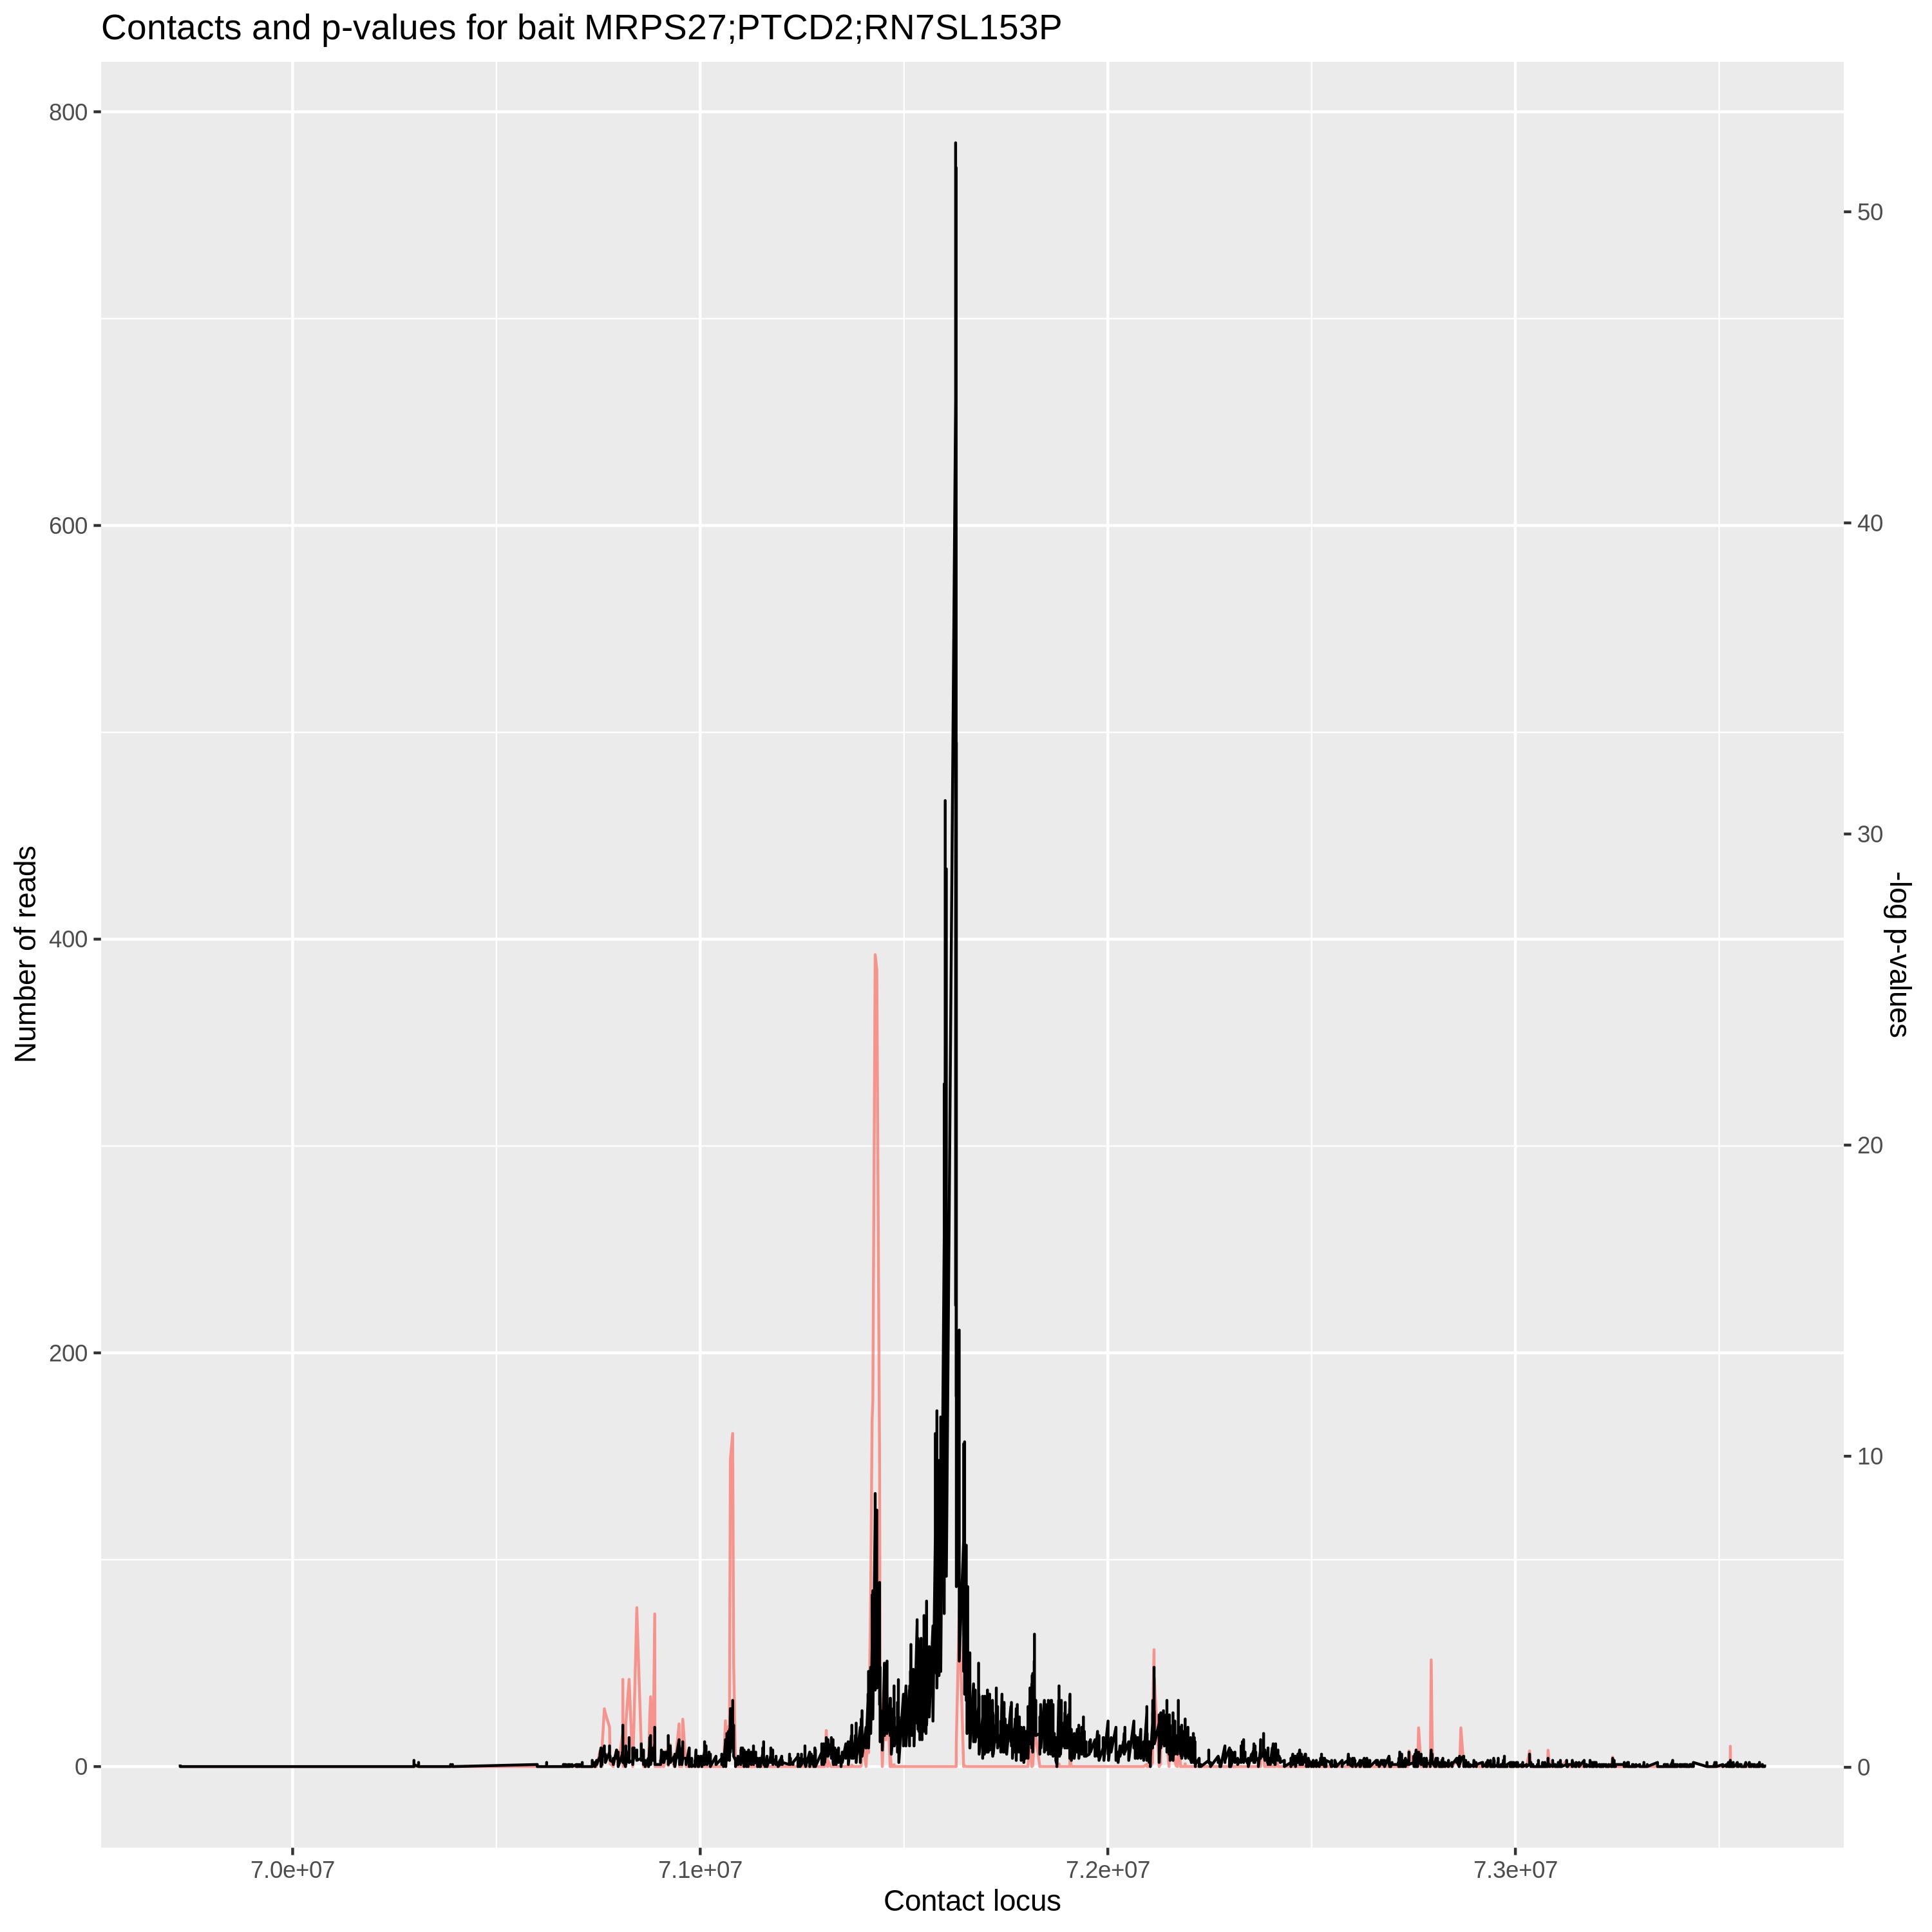 Contacts and p-values for bait MRPS27;PTCD2;RN7SL153P
800
600
400
200
0
Number of reads
50
40
30
20
10
0
-log p-values
7.0e+07
7.1e+07
7.2e+07
7.3e+07
Contact locus